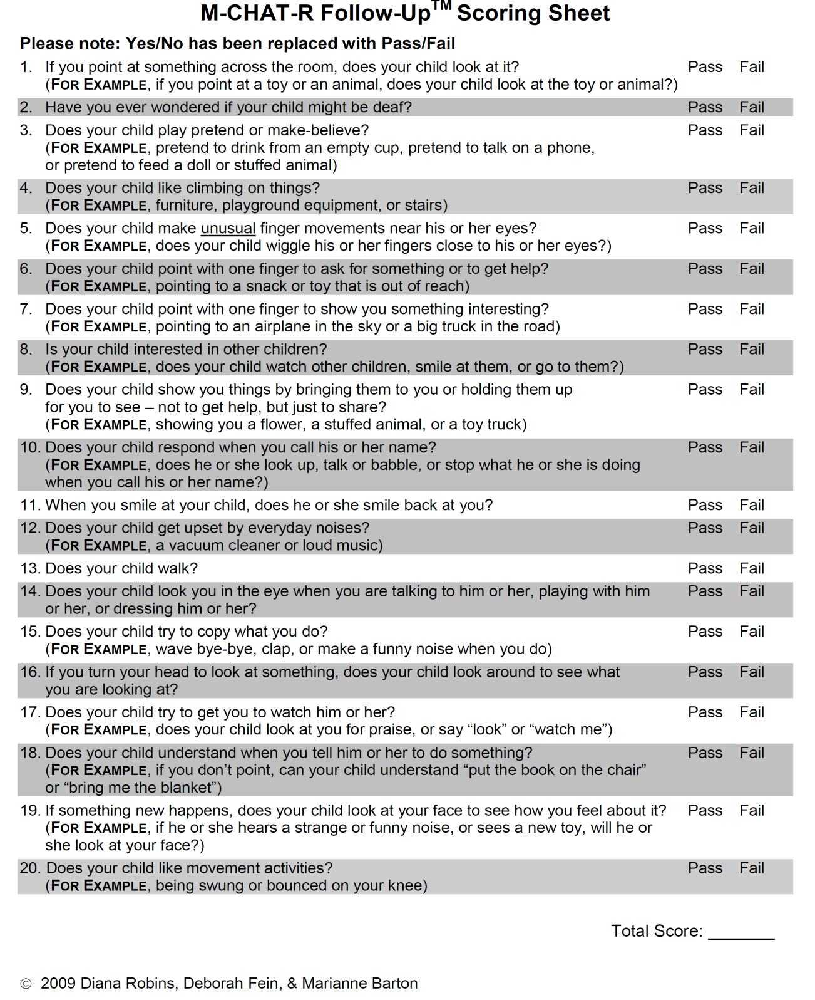 M-CHAT-R Follow-Up™ Scoring Sheet
Please note: Yes/No has been replaced with Pass/Fail
1. If you point at something across the room, does your child look at it? Pass Fail
(FOR EXAMPLE, if you point at a toy or an animal, does your child look at the toy or animal?)
2. Have you ever wondered if your child might be deaf? Pass Fail
3. Does your child play pretend or make-believe? Pass Fail
(FOR EXAMPLE, pretend to drink from an empty cup, pretend to talk on a phone,
or pretend to feed a doll or stuffed animal)
4. Does your child like climbing on things? Pass Fail
(FOR EXAMPLE, furniture, playground equipment, or stairs)
5. Does your child make unusual finger movements near his or her eyes? Pass Fail
(FOR EXAMPLE, does your child wiggle his or her fingers close to his or her eyes?)
6. Does your child point with one finger to ask for something or to get help? Pass Fail
(FOR EXAMPLE, pointing to a snack or toy that is out of reach)
7. Does your child point with one finger to show you something interesting? Pass Fail
(FOR EXAMPLE, pointing to an airplane in the sky or a big truck in the road)
8. Is your child interested in other children? Pass Fail
(FOR EXAMPLE, does your child watch other children, smile at them, or go to them?)
9. Does your child show you things by bringing them to you or holding them up Pass Fail
for you to see – not to get help, but just to share?
(FOR EXAMPLE, showing you a flower, a stuffed animal, or a toy truck)
10. Does your child respond when you call his or her name? Pass Fail
(FOR EXAMPLE, does he or she look up, talk or babble, or stop what he or she is doing
when you call his or her name?)
11. When you smile at your child, does he or she smile back at you? Pass Fail
12. Does your child get upset by everyday noises? Pass Fail
(FOR EXAMPLE, a vacuum cleaner or loud music)
13. Does your child walk? Pass Fail
14. Does your child look you in the eye when you are talking to him or her, playing with him Pass Fail
or her, or dressing him or her?
15. Does your child try to copy what you do? Pass Fail
(FOR EXAMPLE, wave bye-bye, clap, or make a funny noise when you do)
16. If you turn your head to look at something, does your child look around to see what Pass Fail
you are looking at?
17. Does your child try to get you to watch him or her? Pass Fail
(FOR EXAMPLE, does your child look at you for praise, or say “look” or “watch me”)
18. Does your child understand when you tell him or her to do something? Pass Fail
(FOR EXAMPLE, if you don’t point, can your child understand “put the book on the chair”
or “bring me the blanket”)
19. If something new happens, does your child look at your face to see how you feel about it? Pass Fail
(FOR EXAMPLE, if he or she hears a strange or funny noise, or sees a new toy, will he or
she look at your face?)
20. Does your child like movement activities? Pass Fail
(FOR EXAMPLE, being swung or bounced on your knee)
Total Score: ________
© 2009 Diana Robins, Deborah Fein, & Marianne Barton